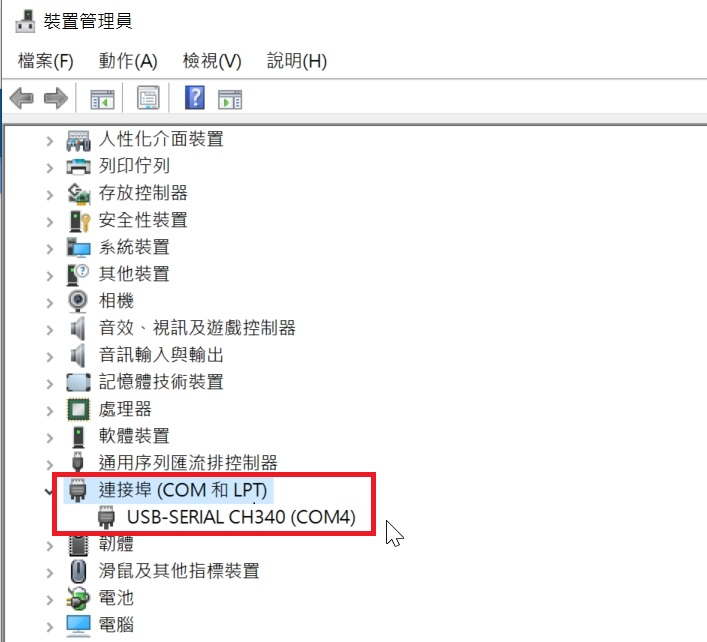 裝置管理員
檔案(F) 動作(A) 檢視(V) 說明(H)
人性化介面裝置
列印佇列
存放控制器
安全性裝置
系統裝置
其他裝置
相機
音效、視訊及遊戲控制器
音訊輸入與輸出
記憶體技術裝置
處理器
軟體裝置
通用序列匯流排控制器
連接埠 (COM 和 LPT)
USB-SERIAL CH340 (COM4)
韌體
滑鼠及其他指標裝置
電池
電腦